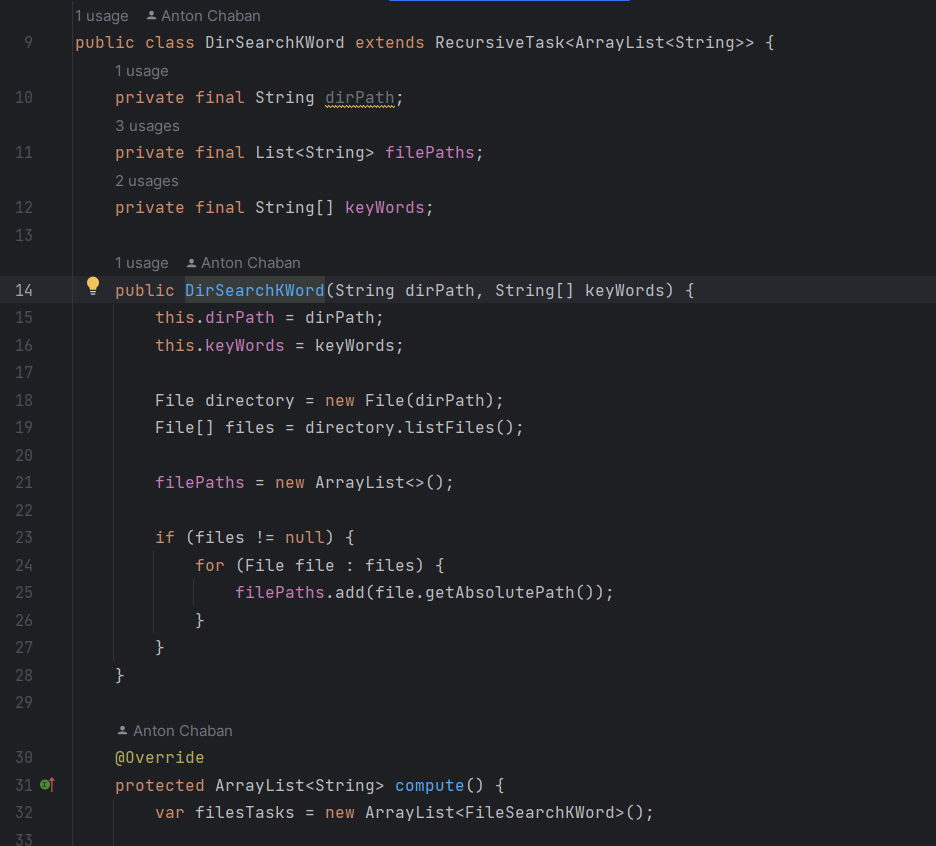 1 usage Anton Chaban
9 public class DirSearchKWord extends RecursiveTask<ArrayList<String>> {
1 usage
10 private final String dirPath;
3 usages
11 private final List<String> filePaths;
2 usages
12 private final String[] keyWords;
13
1 usage Anton Chaban
14 public DirSearchKWord(String dirPath, String[] keyWords) {
15 this.dirPath = dirPath;
16 this.keyWords = keyWords;
17
18 File directory = new File(dirPath);
19 File[] files = directory.listFiles();
20
21 filePaths = new ArrayList<>();
22
23 if (files != null) {
24 for (File file : files) {
25 filePaths.add(file.getAbsolutePath());
26 }
27 }
28 }
29
Anton Chaban
30 @Override
31 protected ArrayList<String> compute() {
32 var filesTasks = new ArrayList<FileSearchKWord>();
33